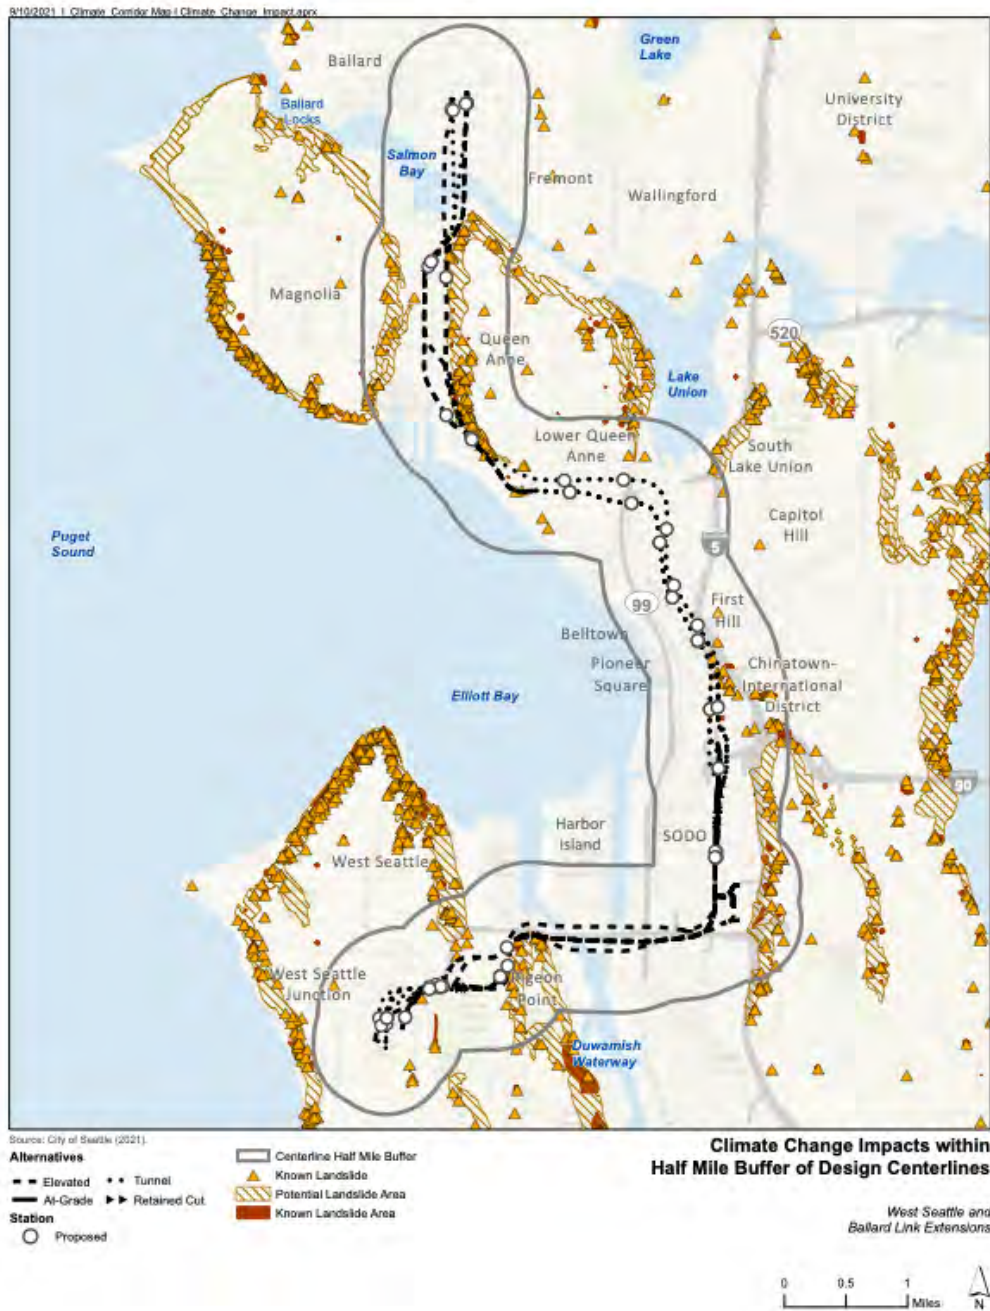 9/10/2021 | Climate Corridor Map | Climate_Change_Impact.aprx
Green
Lake
Ballard
University
District
Ballard
Locks
Salmon
Bay
Fremont
Wallingford
Magnolia
520
Queen
Anne
Lake
Union
Lower Queen
Anne
South
Lake Union
Capitol
Hill
Puget
Sound
5
99
First
Hill
Belltown
Pioneer
Square
Chinatown-
International
District
Elliott Bay
90
Harbor
Island
SODO
West Seattle
West Seattle
Junction
Pigeon
Point
Duwamish
Waterway
Source: City of Seattle (2021).
Alternatives
Elevated
Tunnel
At-Grade
Retained Cut
Station
Proposed
Centerline Half Mile Buffer
Known Landslide
Potential Landslide Area
Known Landslide Area
Climate Change Impacts within
Half Mile Buffer of Design Centerlines
West Seattle and
Ballard Link Extensions
0 0.5 1
Miles
N